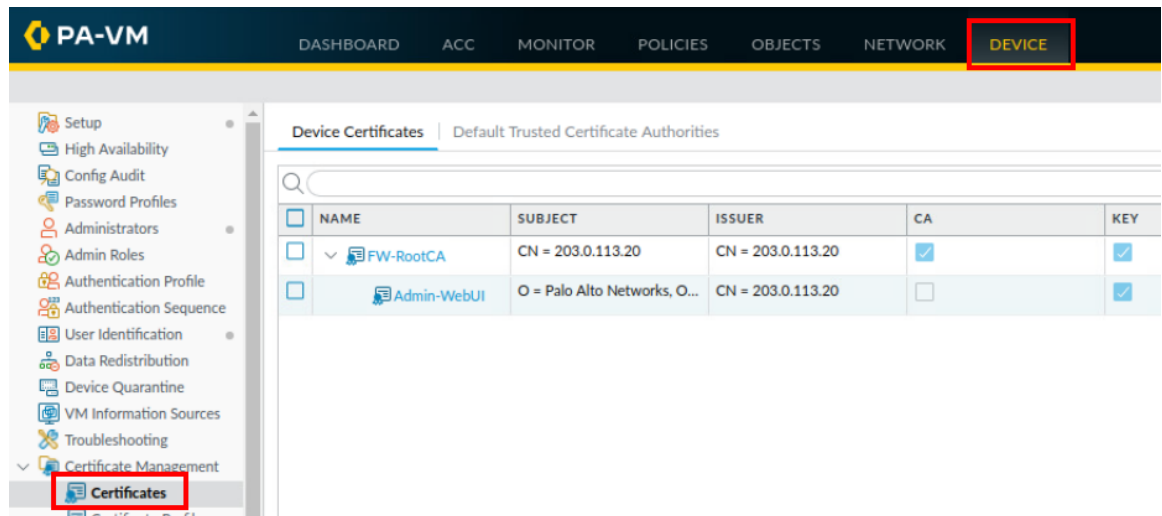 PA-VM
DASHBOARD ACC MONITOR POLICIES OBJECTS NETWORK DEVICE
Setup
High Availability
Config Audit
Password Profiles
Administrators
Admin Roles
Authentication Profile
Authentication Sequence
User Identification
Data Redistribution
Device Quarantine
VM Information Sources
Troubleshooting
Certificate Management
Certificates
Device Certificates Default Trusted Certificate Authorities
NAME SUBJECT ISSUER CA KEY
FW-RootCA CN = 203.0.113.20 CN = 203.0.113.20
Admin-WebUI O = Palo Alto Networks, O... CN = 203.0.113.20